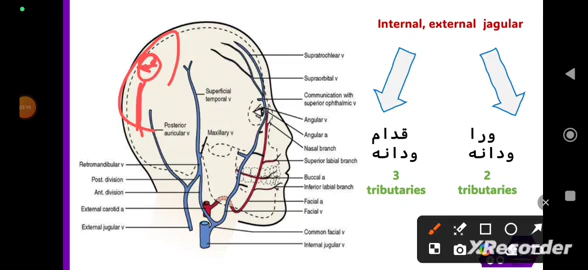 Internal, external jagular
Supratrochlear v
Supraorbital v
Communication with
superior ophthalmic v
Angular v
Angular a
Nasal branch
Superior labial branch
Buccal a
Inferior labial branch
Facial a
Facial v
Common facial v
Internal jugular v
Superficial
temporal v
Posterior
auricular v
Maxillary v
Retromandibular v
Post. division
Ant. division
External carotid a
External jugular v
قدام
ودانه
3
tributaries
ورا
ودانه
2
tributaries
XRecorder